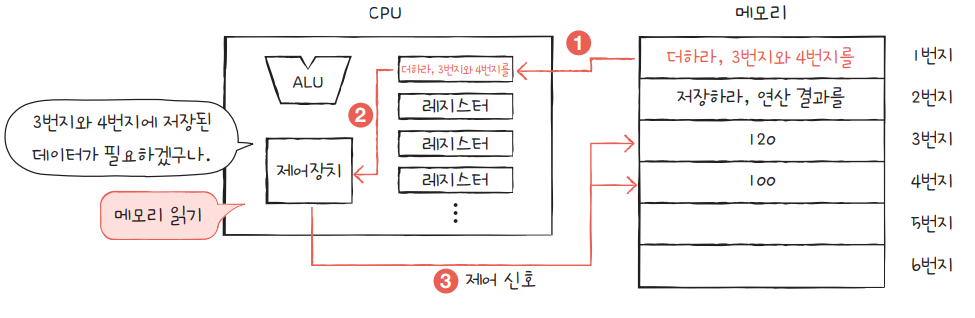 CPU
메모리
ALU
더하라, 3번지와 4번지를
레지스터
레지스터
레지스터
제어장치
3번지와 4번지에 저장된
데이터가 필요하겠구나.
메모리 읽기
1
2
3 제어 신호
더하라, 3번지와 4번지를
1번지
저장하라, 연산 결과를
2번지
120
3번지
100
4번지
5번지
6번지